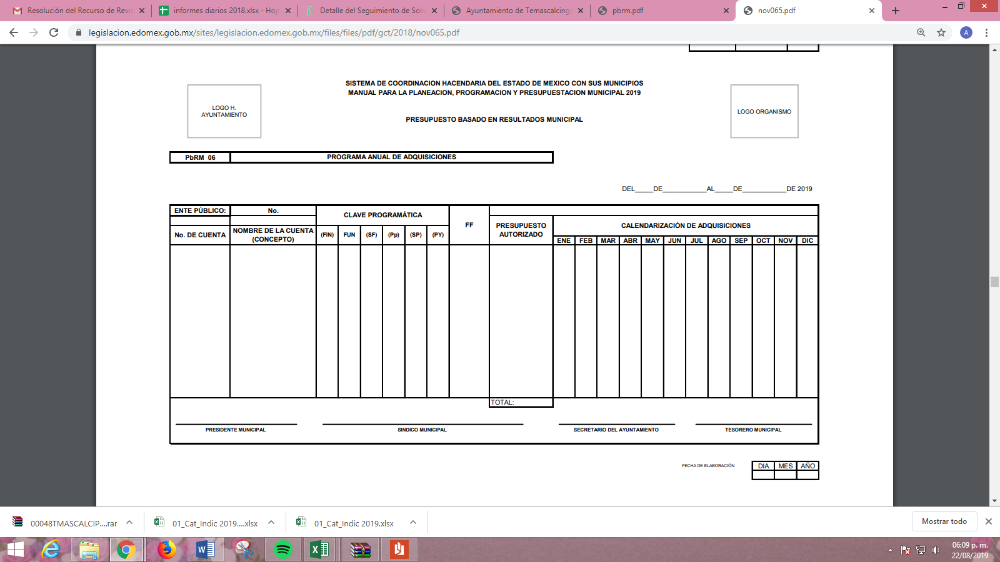 Resolución del Recurso de Revis
informes diarios 2018.xlsx - Hoja
Detalle del Seguimiento de Solic
Ayuntamiento de Temascalcingo
pbrm.pdf
nov065.pdf
legislacion.edomex.gob.mx/sites/legislacion.edomex.gob.mx/files/files/pdf/gct/2018/nov065.pdf
A
LOGO H.
AYUNTAMIENTO
SISTEMA DE COORDINACION HACENDARIA DEL ESTADO DE MEXICO CON SUS MUNICIPIOS
MANUAL PARA LA PLANEACION, PROGRAMACION Y PRESUPUESTACION MUNICIPAL 2019
PRESUPUESTO BASADO EN RESULTADOS MUNICIPAL
LOGO ORGANISMO
PbRM 06 PROGRAMA ANUAL DE ADQUISICIONES
DEL_____DE____________AL_____DE____________DE 2019
ENTE PÚBLICO: No. CLAVE PROGRAMÁTICA FF
PRESUPUESTO AUTORIZADO CALENDARIZACIÓN DE ADQUISICIONES
No. DE CUENTA NOMBRE DE LA CUENTA (CONCEPTO) (FIN) FUN (SF) (Pp) (SP) (PY)
ENE FEB MAR ABR MAY JUN JUL AGO SEP OCT NOV DIC
TOTAL:
PRESIDENTE MUNICIPAL SINDICO MUNICIPAL SECRETARIO DEL AYUNTAMIENTO TESORERO MUNICIPAL
FECHA DE ELABORACIÓN DIA MES AÑO
00048TMASCALCIP....rar
01_Cat_Indic 2019....xlsx
01_Cat_Indic 2019.xlsx
Mostrar todo
06:09 p. m.
22/08/2019